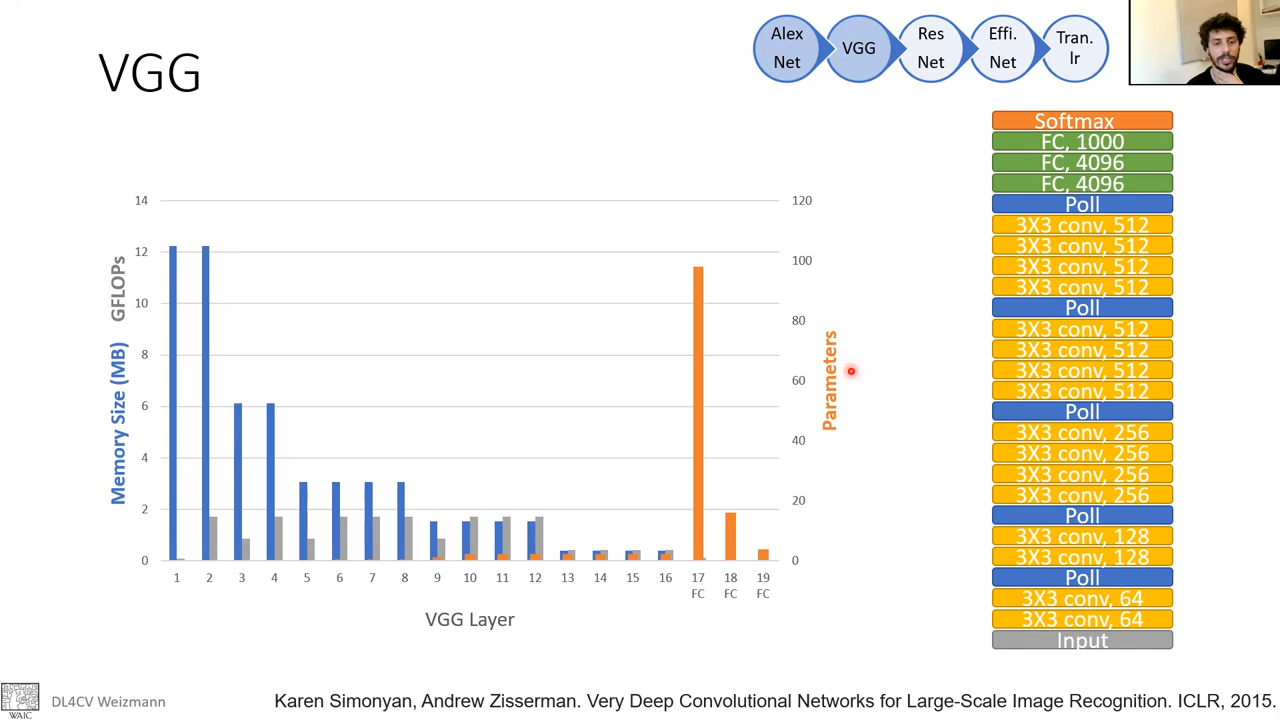 VGG
Alex
Net
VGG
Res
Net
Effi.
Net
Tran.
lr
14
12
10
8
6
4
2
0
Memory Size (MB) GFLOPs
120
100
80
60
40
20
0
Parameters
1 2 3 4 5 6 7 8 9 10 11 12 13 14 15 16 17 18 19
FC FC FC
VGG Layer
Softmax
FC, 1000
FC, 4096
FC, 4096
Poll
3X3 conv, 512
3X3 conv, 512
3X3 conv, 512
3X3 conv, 512
Poll
3X3 conv, 512
3X3 conv, 512
3X3 conv, 512
3X3 conv, 512
Poll
3X3 conv, 256
3X3 conv, 256
3X3 conv, 256
3X3 conv, 256
Poll
3X3 conv, 128
3X3 conv, 128
Poll
3X3 conv, 64
3X3 conv, 64
Input
WAIC
DL4CV Weizmann
Karen Simonyan, Andrew Zisserman. Very Deep Convolutional Networks for Large-Scale Image Recognition. ICLR, 2015.